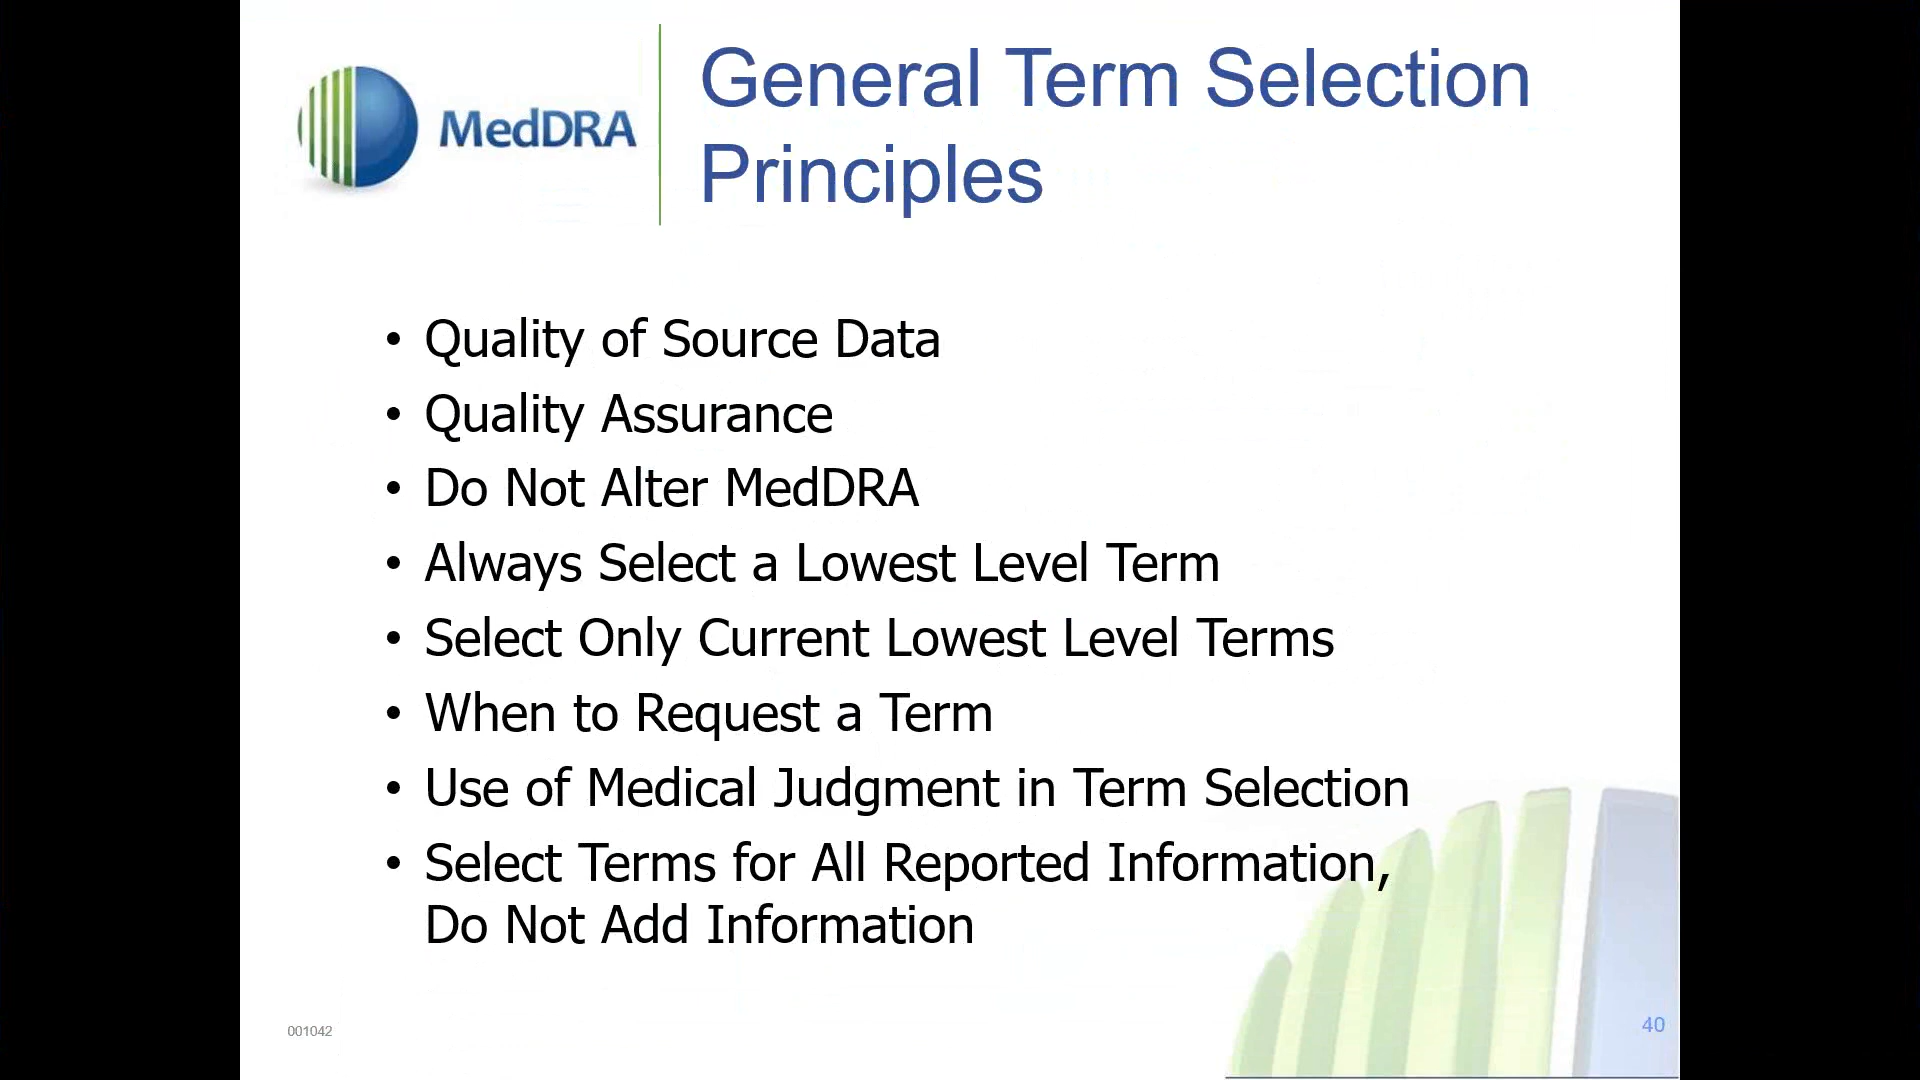 MedDRA
General Term Selection
Principles
• Quality of Source Data
• Quality Assurance
• Do Not Alter MedDRA
• Always Select a Lowest Level Term
• Select Only Current Lowest Level Terms
• When to Request a Term
• Use of Medical Judgment in Term Selection
• Select Terms for All Reported Information,
Do Not Add Information
001042
40